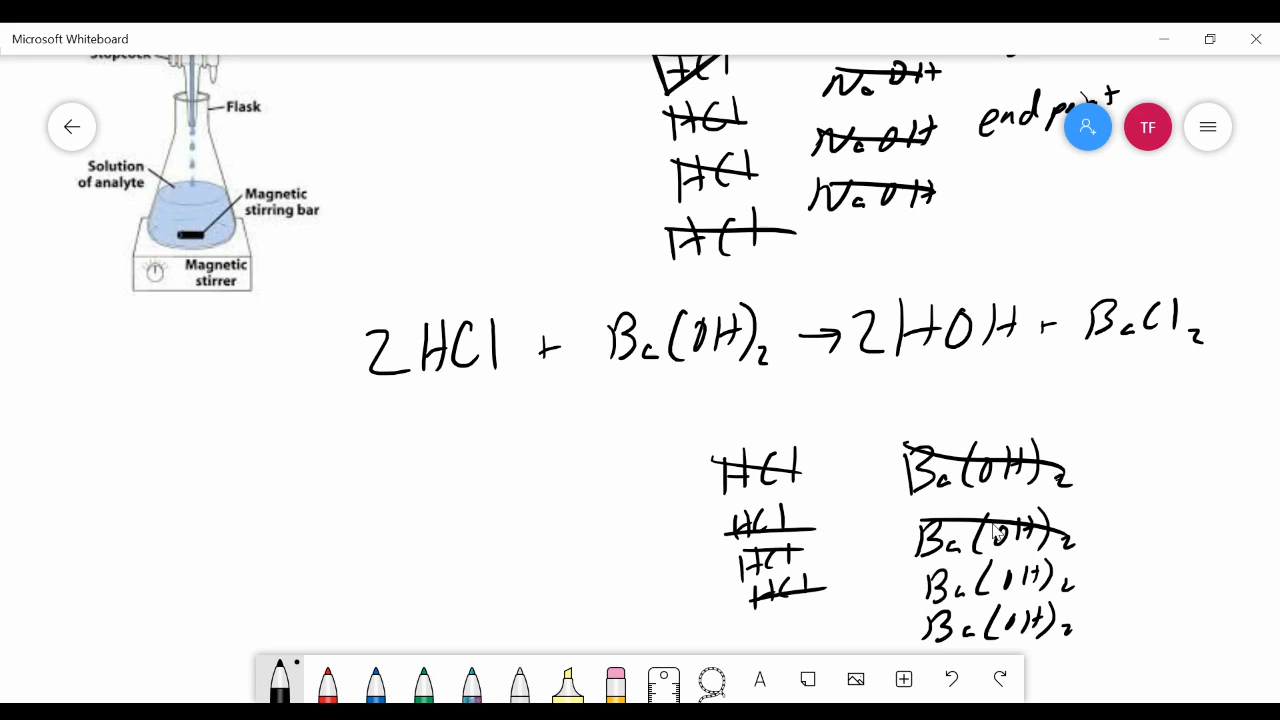 Microsoft Whiteboard
Stopcock
Flask
Solution
of analyte
Magnetic
stirring bar
Magnetic
stirrer
HCl NaOH
HCl NaOH
HCl NaOH
HCl
end point
TF
2HCl + Ba(OH)2 → 2HOH + BaCl2
HCl Ba(OH)2
HCl Ba(OH)2
HCl Ba(OH)2
HCl Ba(OH)2
A